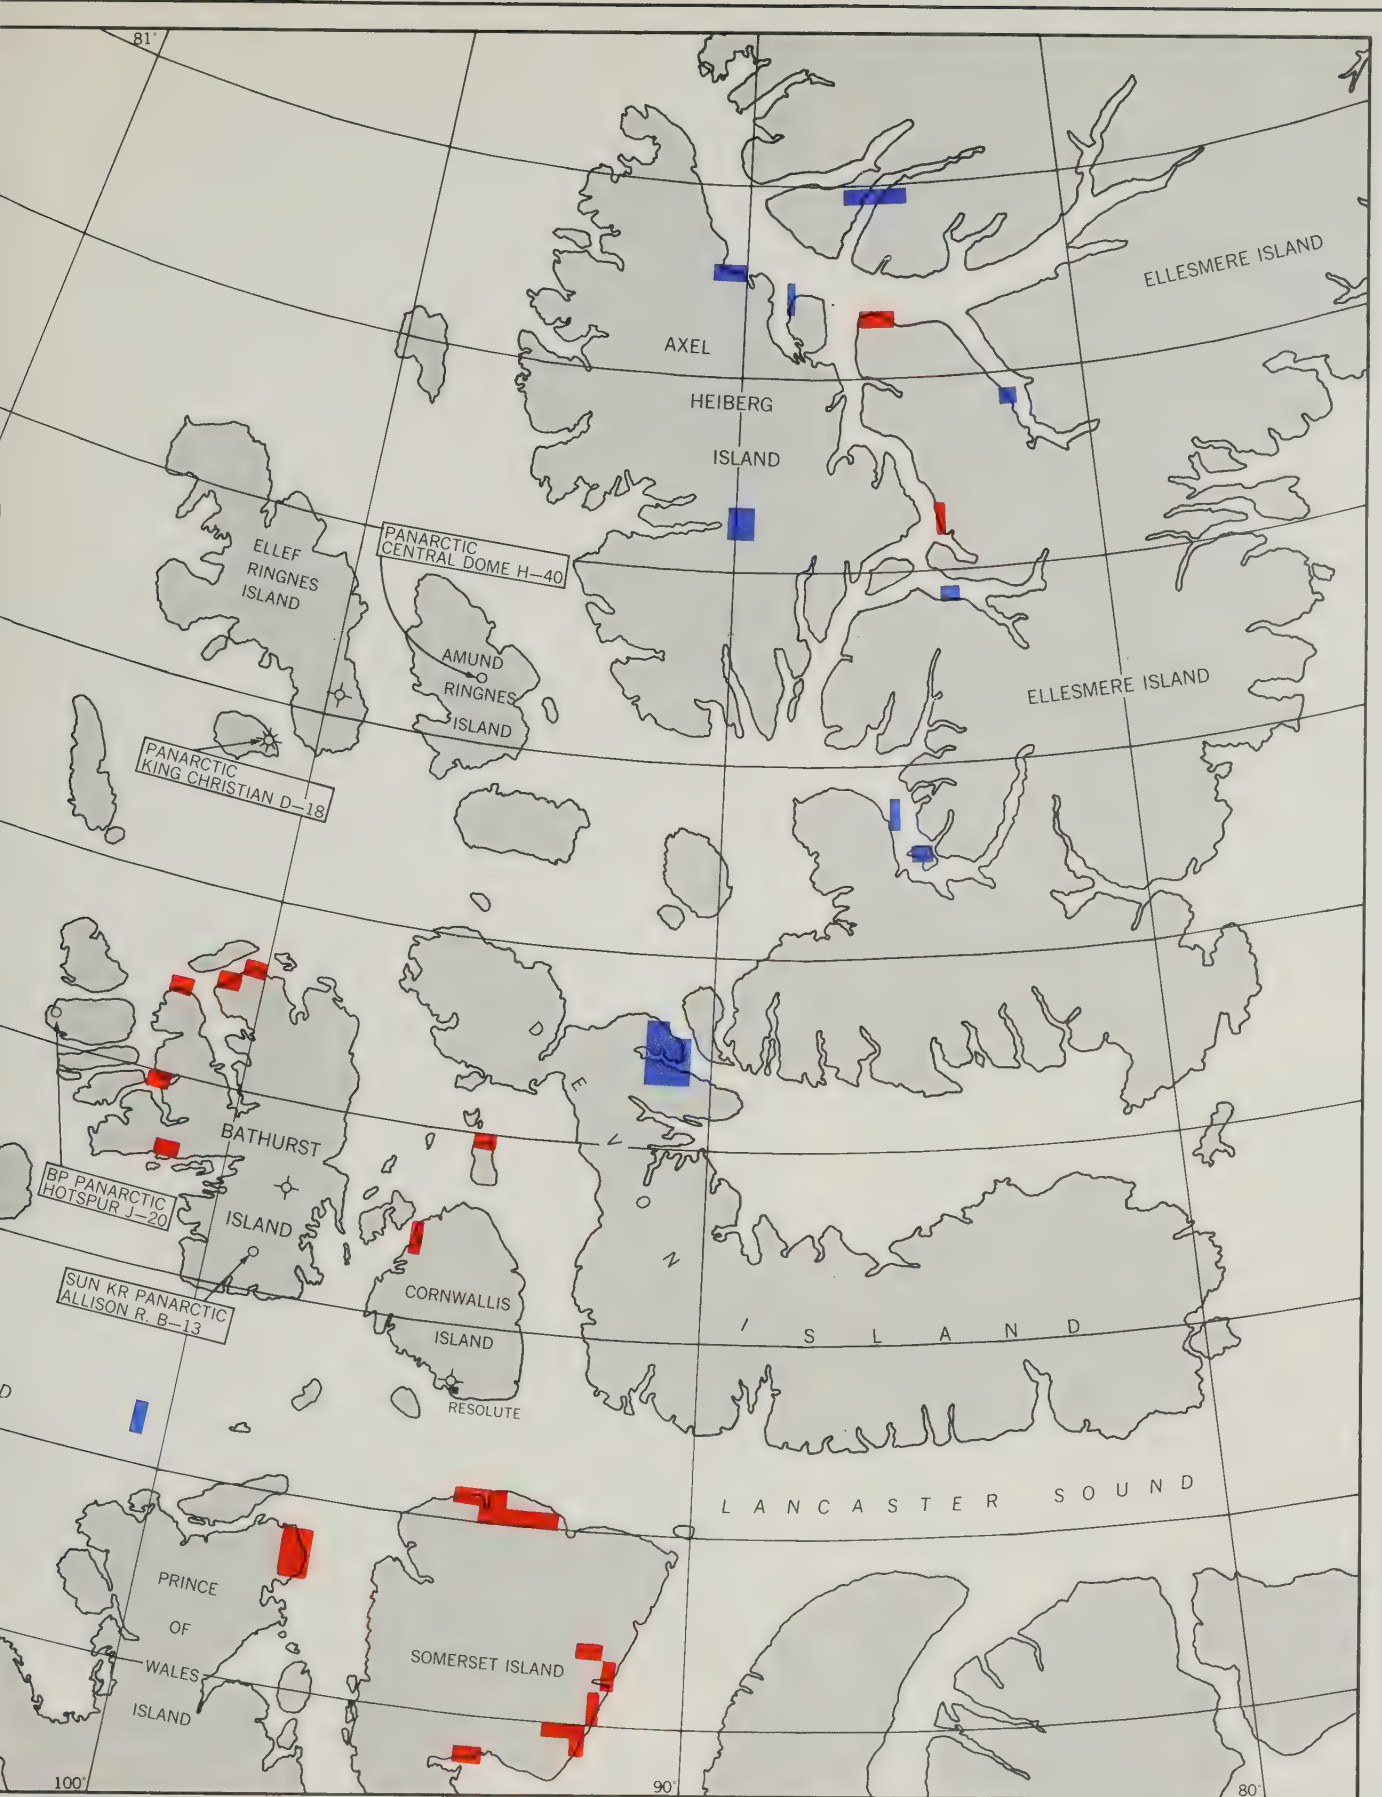 81°
ELLESMERE ISLAND
AXEL
HEIBERG
ISLAND
PANARCTIC
CENTRAL DOME H—40
ELLEF
RINGNES
ISLAND
AMUND
RINGNES
ISLAND
ELLESMERE ISLAND
PANARCTIC
KING CHRISTIAN D—18
BATHURST
ISLAND
BP PANARCTIC
HOTSPUR J—20
SUN KR PANARCTIC
ALLISON R. B—13
CORNWALLIS
ISLAND
RESOLUTE
D E V O N
I S L A N D
LANCASTER SOUND
PRINCE
OF
WALES
ISLAND
SOMERSET ISLAND
100°
90°
80°